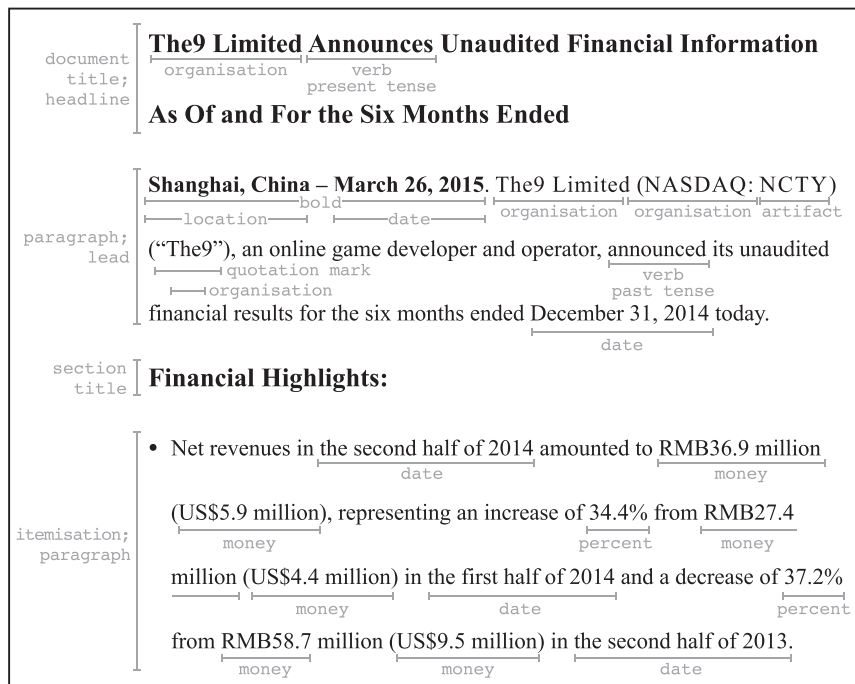 The9 Limited Announces Unaudited Financial Information
document
title;
headline
organisation
verb
present tense
As Of and For the Six Months Ended
Shanghai, China – March 26, 2015. The9 Limited (NASDAQ: NCTY)
bold
location
date
organisation
organisation
artifact
paragraph;
lead
(“The9”), an online game developer and operator, announced its unaudited
quotation mark
organisation
verb
past tense
financial results for the six months ended December 31, 2014 today.
date
section
title
Financial Highlights:
• Net revenues in the second half of 2014 amounted to RMB36.9 million
date
money
(US$5.9 million), representing an increase of 34.4% from RMB27.4
itemisation;
paragraph
money
percent
money
million (US$4.4 million) in the first half of 2014 and a decrease of 37.2%
money
date
percent
from RMB58.7 million (US$9.5 million) in the second half of 2013.
money
money
date